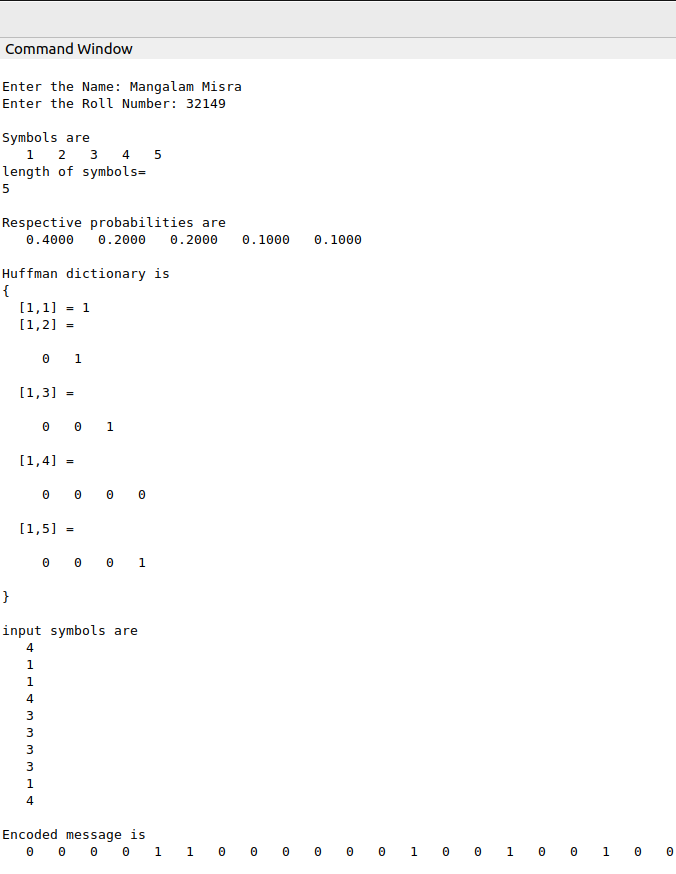 Command Window
Enter the Name: Mangalam Misra
Enter the Roll Number: 32149
Symbols are
1 2 3 4 5
length of symbols=
5
Respective probabilities are
0.4000 0.2000 0.2000 0.1000 0.1000
Huffman dictionary is
{
[1,1] = 1
[1,2] =
0 1
[1,3] =
0 0 1
[1,4] =
0 0 0 0
[1,5] =
0 0 0 1
}
input symbols are
4
1
1
4
3
3
3
3
1
4
Encoded message is
0 0 0 0 1 1 0 0 0 0 0 0 1 0 0 1 0 0 1 0 0